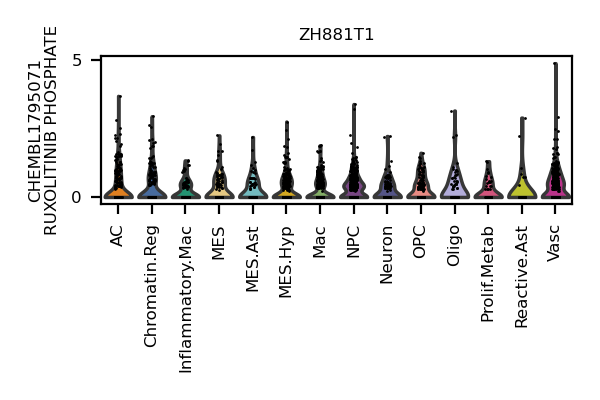 ZH881T1
CHEMBL1795071
RUXOLITINIB PHOSPHATE
5
0
AC
Chromatin.Reg
Inflammatory.Mac
MES
MES.Ast
MES.Hyp
Mac
NPC
Neuron
OPC
Oligo
Prolif.Metab
Reactive.Ast
Vasc